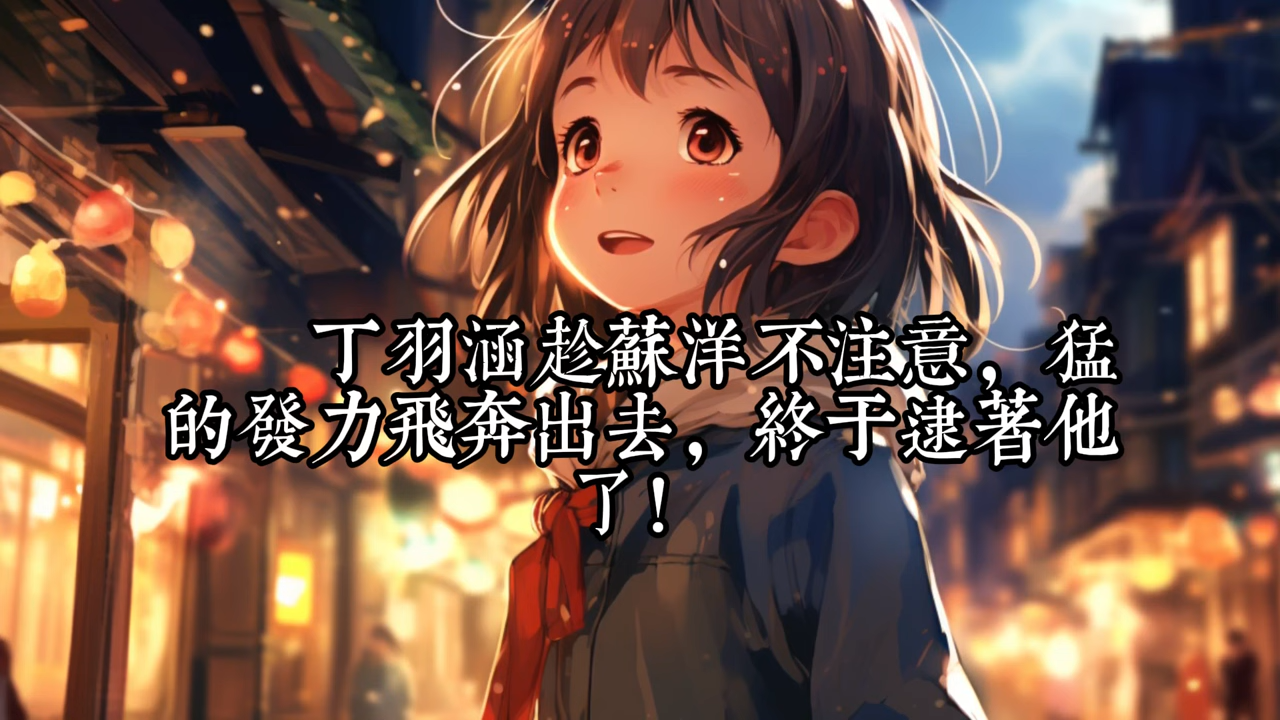 丁羽涵趁蘇洋不注意，猛
的發力飛奔出去，終于逮著他
了！